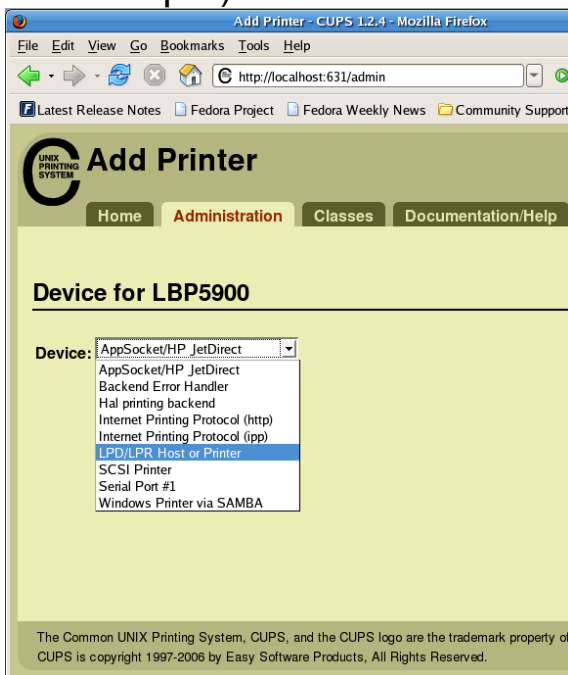 Add Printer - CUPS 1.2.4 - Mozilla Firefox
File Edit View Go Bookmarks Tools Help
http://localhost:631/admin
Latest Release Notes Fedora Project Fedora Weekly News Community Support
UNIX PRINTING SYSTEM
Add Printer
Home Administration Classes Documentation/Help
Device for LBP5900
Device: AppSocket/HP JetDirect
AppSocket/HP JetDirect
Backend Error Handler
Hal printing backend
Internet Printing Protocol (http)
Internet Printing Protocol (ipp)
LPD/LPR Host or Printer
SCSI Printer
Serial Port #1
Windows Printer via SAMBA
The Common UNIX Printing System, CUPS, and the CUPS logo are the trademark property of
CUPS is copyright 1997-2006 by Easy Software Products, All Rights Reserved.